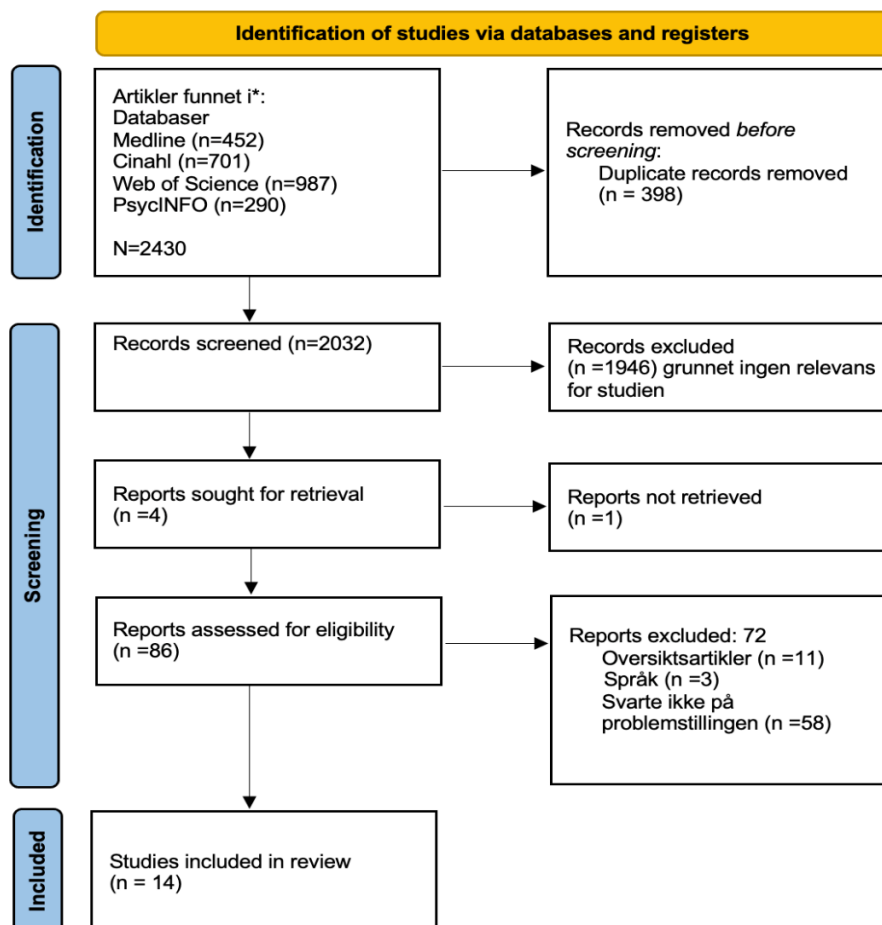 Identification of studies via databases and registers
Identification
Artikler funnet i*:
Databaser
Medline (n=452)
Cinahl (n=701)
Web of Science (n=987)
PsycINFO (n=290)
N=2430
Records removed before
screening:
Duplicate records removed
(n = 398)
Screening
Records screened (n=2032)
Records excluded
(n =1946) grunnet ingen relevans
for studien
Reports sought for retrieval
(n =4)
Reports not retrieved
(n =1)
Reports assessed for eligibility
(n =86)
Reports excluded: 72
Oversiktsartikler (n =11)
Språk (n =3)
Svarte ikke på
problemstillingen (n =58)
Included
Studies included in review
(n = 14)